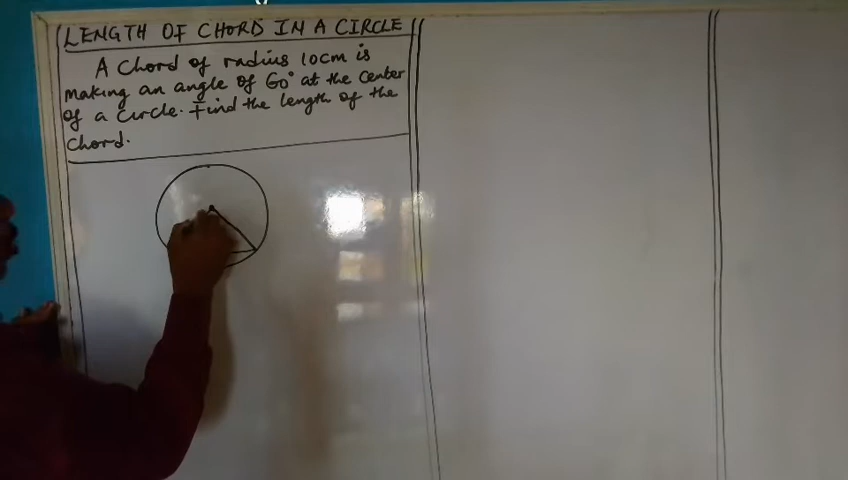 LENGTH OF CHORD IN A CIRCLE
A Chord of radius 10cm is
making an angle of 60° at the center
of a circle. Find the length of the
Chord.